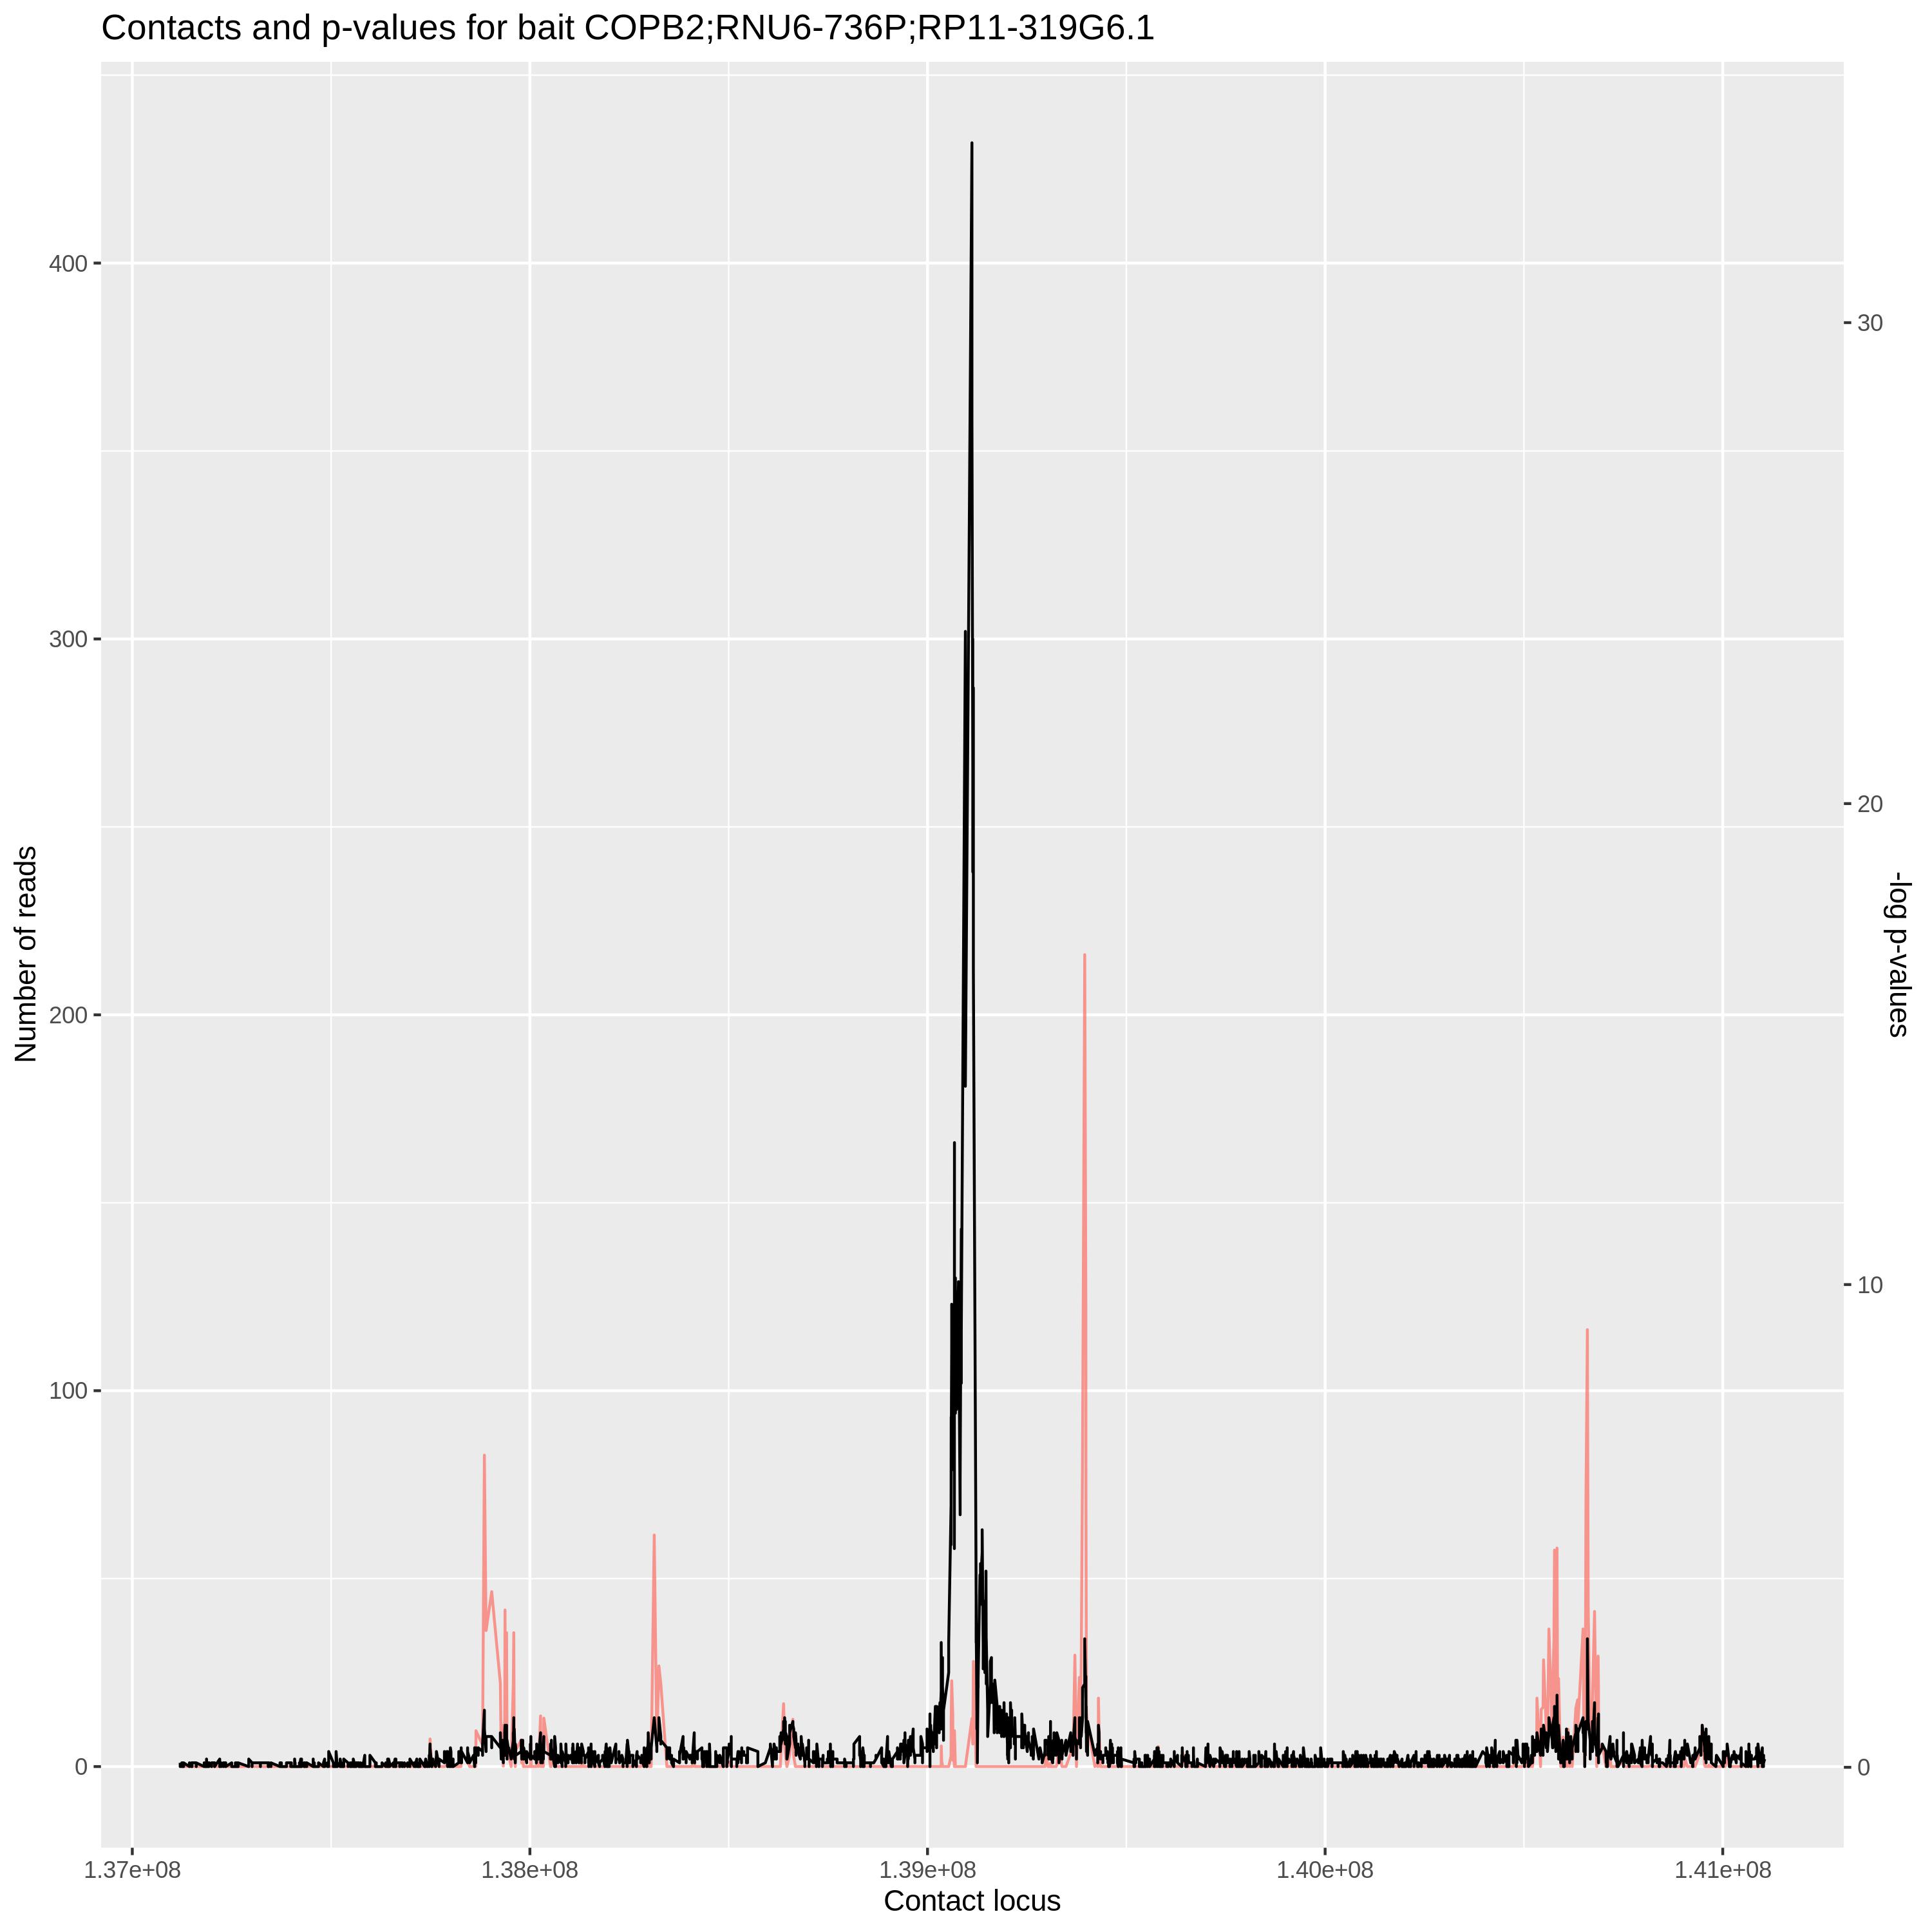 Contacts and p-values for bait COPB2;RNU6-736P;RP11-319G6.1
400
300
200
100
0
Number of reads
30
20
10
0
-log p-values
1.37e+08
1.38e+08
1.39e+08
1.40e+08
1.41e+08
Contact locus